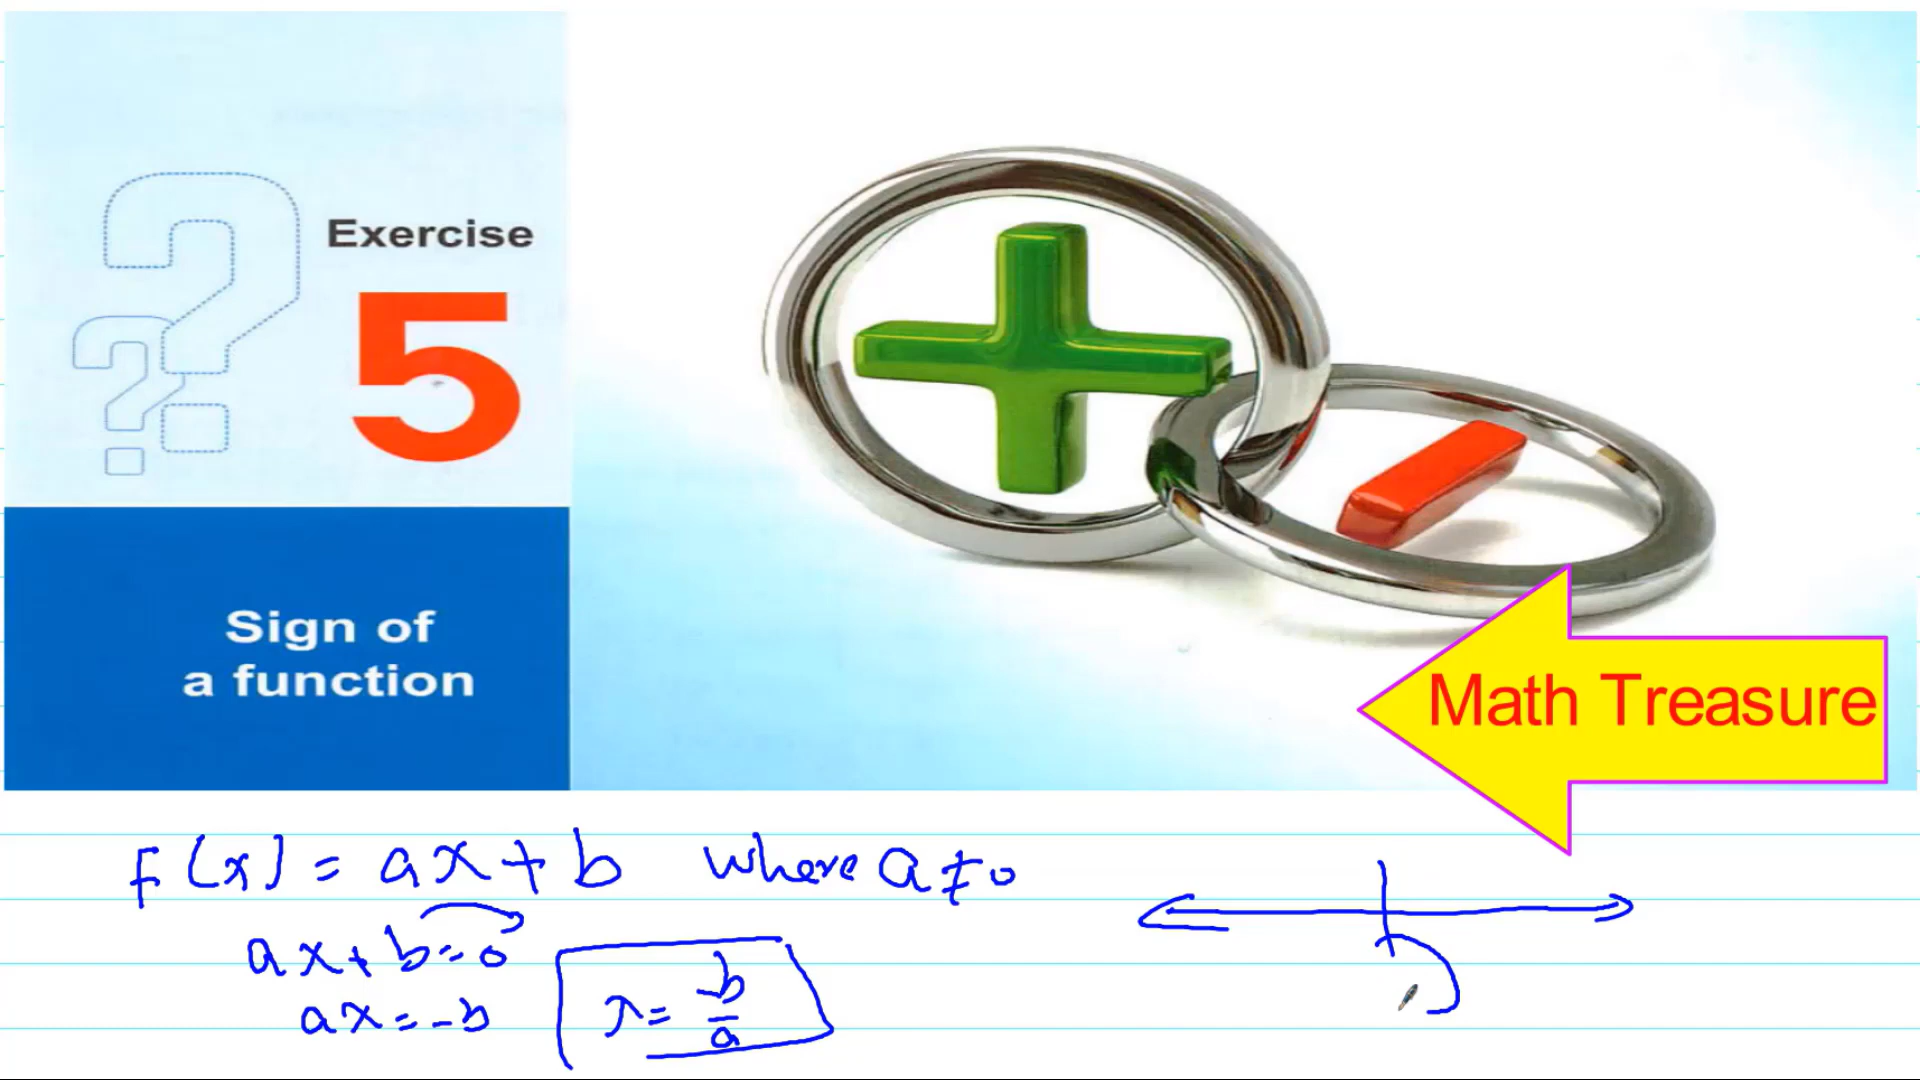 Exercise
5
Sign of
a function
Math Treasure
F(x) = ax + b where a ≠ 0
ax + b = 0
ax = -b
x = -b/a